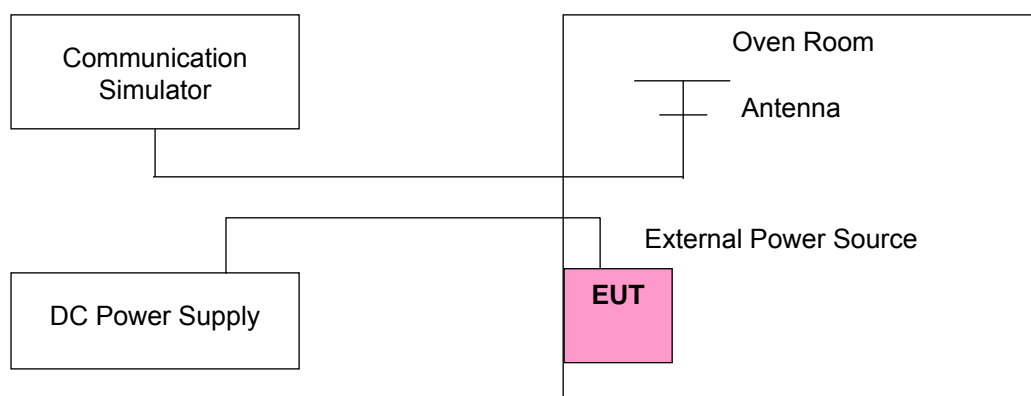 Communication
Simulator
Oven Room
Antenna
External Power Source
EUT
DC Power Supply